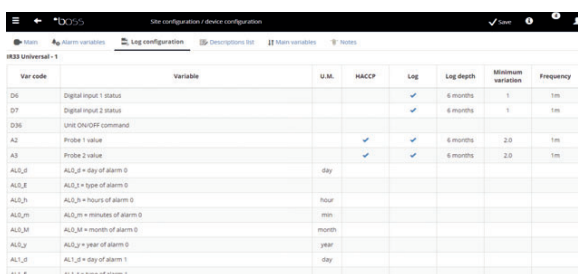 boss Site configuration / device configuration Save 4
Main Alarm variables Log configuration Descriptions list Main variables Notes
IR33 Universal - 1
Var code Variable U.M. HACCP Log Log depth Minimum variation Frequency
D6 Digital input 1 status 6 months 1 1m
D7 Digital input 2 status 6 months 1 1m
D36 Unit ON/OFF command
A2 Probe 1 value 6 months 2.0 1m
A3 Probe 2 value 6 months 2.0 1m
AL0_d AL0_d = day of alarm 0 day
AL0_E AL0_t = type of alarm 0
AL0_h AL0_h = hours of alarm 0 hour
AL0_m AL0_m = minutes of alarm 0 min
AL0_M AL0_M = month of alarm 0 month
AL0_y AL0_y = year of alarm 0 year
AL1_d AL1_d = day of alarm 1 day